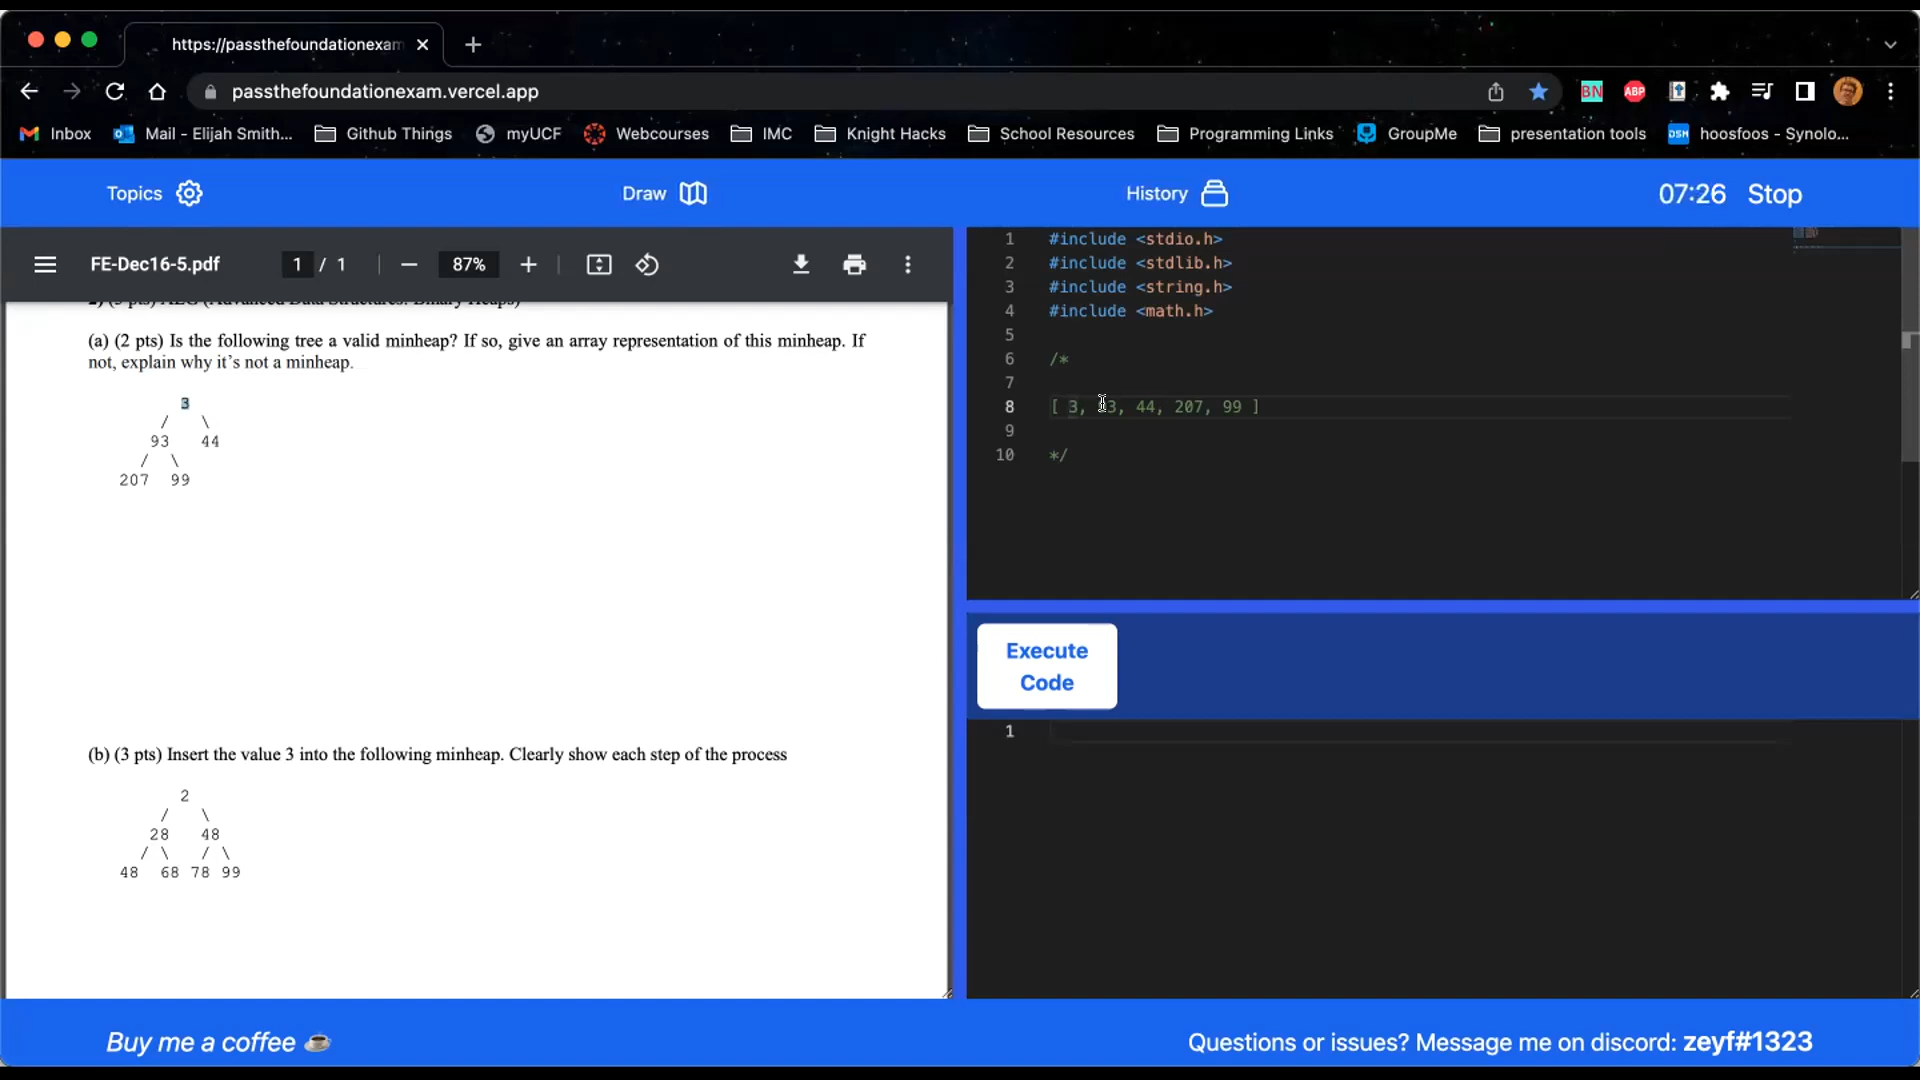 https://passthefoundationexam
passthefoundationexam.vercel.app
BN
ABP
Inbox
Mail - Elijah Smith...
Github Things
myUCF
Webcourses
IMC
Knight Hacks
School Resources
Programming Links
GroupMe
presentation tools
DSM
hoosfoos - Synolo...
Topics
Draw
History
07:26
Stop
FE-Dec16-5.pdf
1 / 1
87%
(a) (2 pts) Is the following tree a valid minheap? If so, give an array representation of this minheap. If
not, explain why it's not a minheap.
3
/ \
93 44
/ \
207 99
(b) (3 pts) Insert the value 3 into the following minheap. Clearly show each step of the process
2
/ \
28 48
/ \ / \
48 68 78 99
1 #include <stdio.h>
2 #include <stdlib.h>
3 #include <string.h>
4 #include <math.h>
5
6 /*
7
8 [ 3, 93, 44, 207, 99 ]
9
10 */
Execute
Code
1
Buy me a coffee
Questions or issues? Message me on discord: zeyf#1323